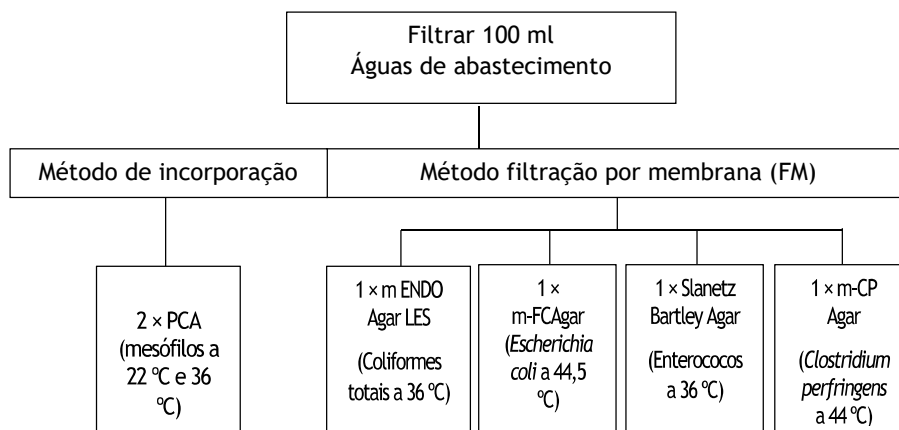 Filtrar 100 ml
Águas de abastecimento
Método de incorporação
Método filtração por membrana (FM)
2 × PCA
(mesófilos a
22 ºC e 36
ºC)
1 × m ENDO
Agar LES
(Coliformes
totais a 36 ºC)
1 ×
m-FCAgar
(Escherichia
coli a 44,5
ºC)
1 × Slanetz
Bartley Agar
(Enterococos
a 36 ºC)
1 × m-CP
Agar
(Clostridium
perfringens
a 44 ºC)